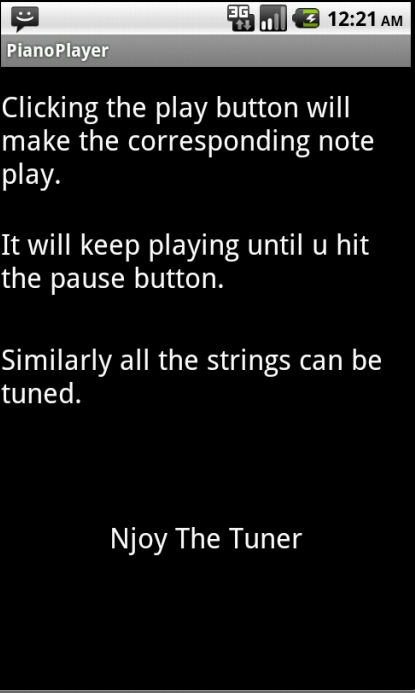 3G 12:21 AM
PianoPlayer
Clicking the play button will
make the corresponding note
play.
It will keep playing until u hit
the pause button.
Similarly all the strings can be
tuned.
Njoy The Tuner